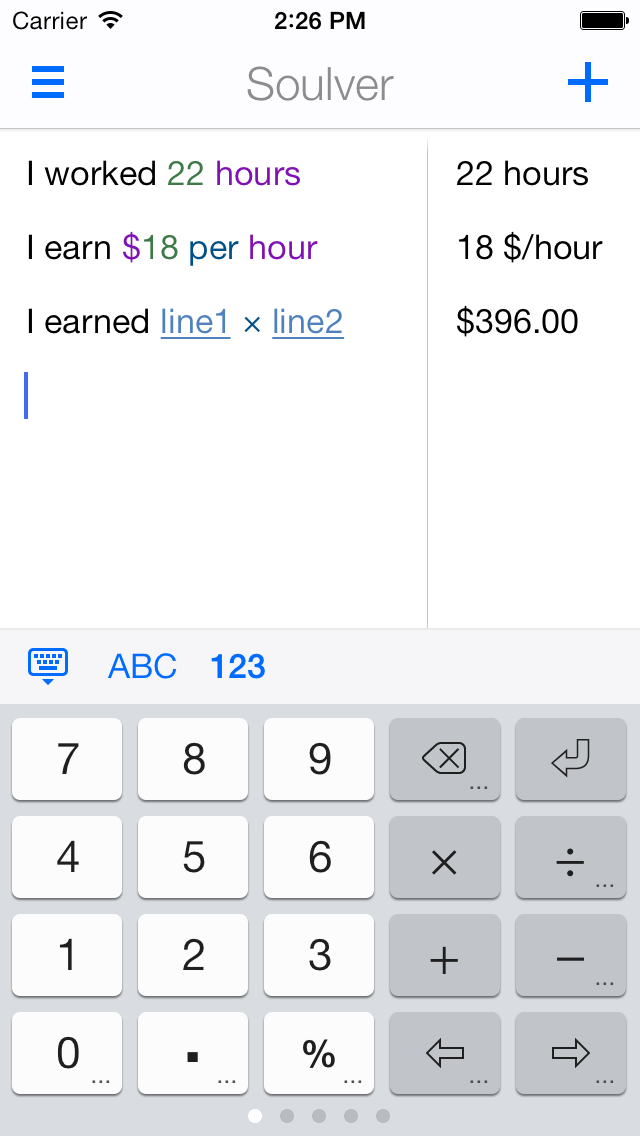 Carrier 2:26 PM
Soulver
I worked 22 hours 22 hours
I earn $18 per hour 18 $/hour
I earned line1 × line2 $396.00
ABC 123
7 8 9
4 5 6 × ÷ ...
1 2 3 + − ...
0 ... . ... % ... ... ...